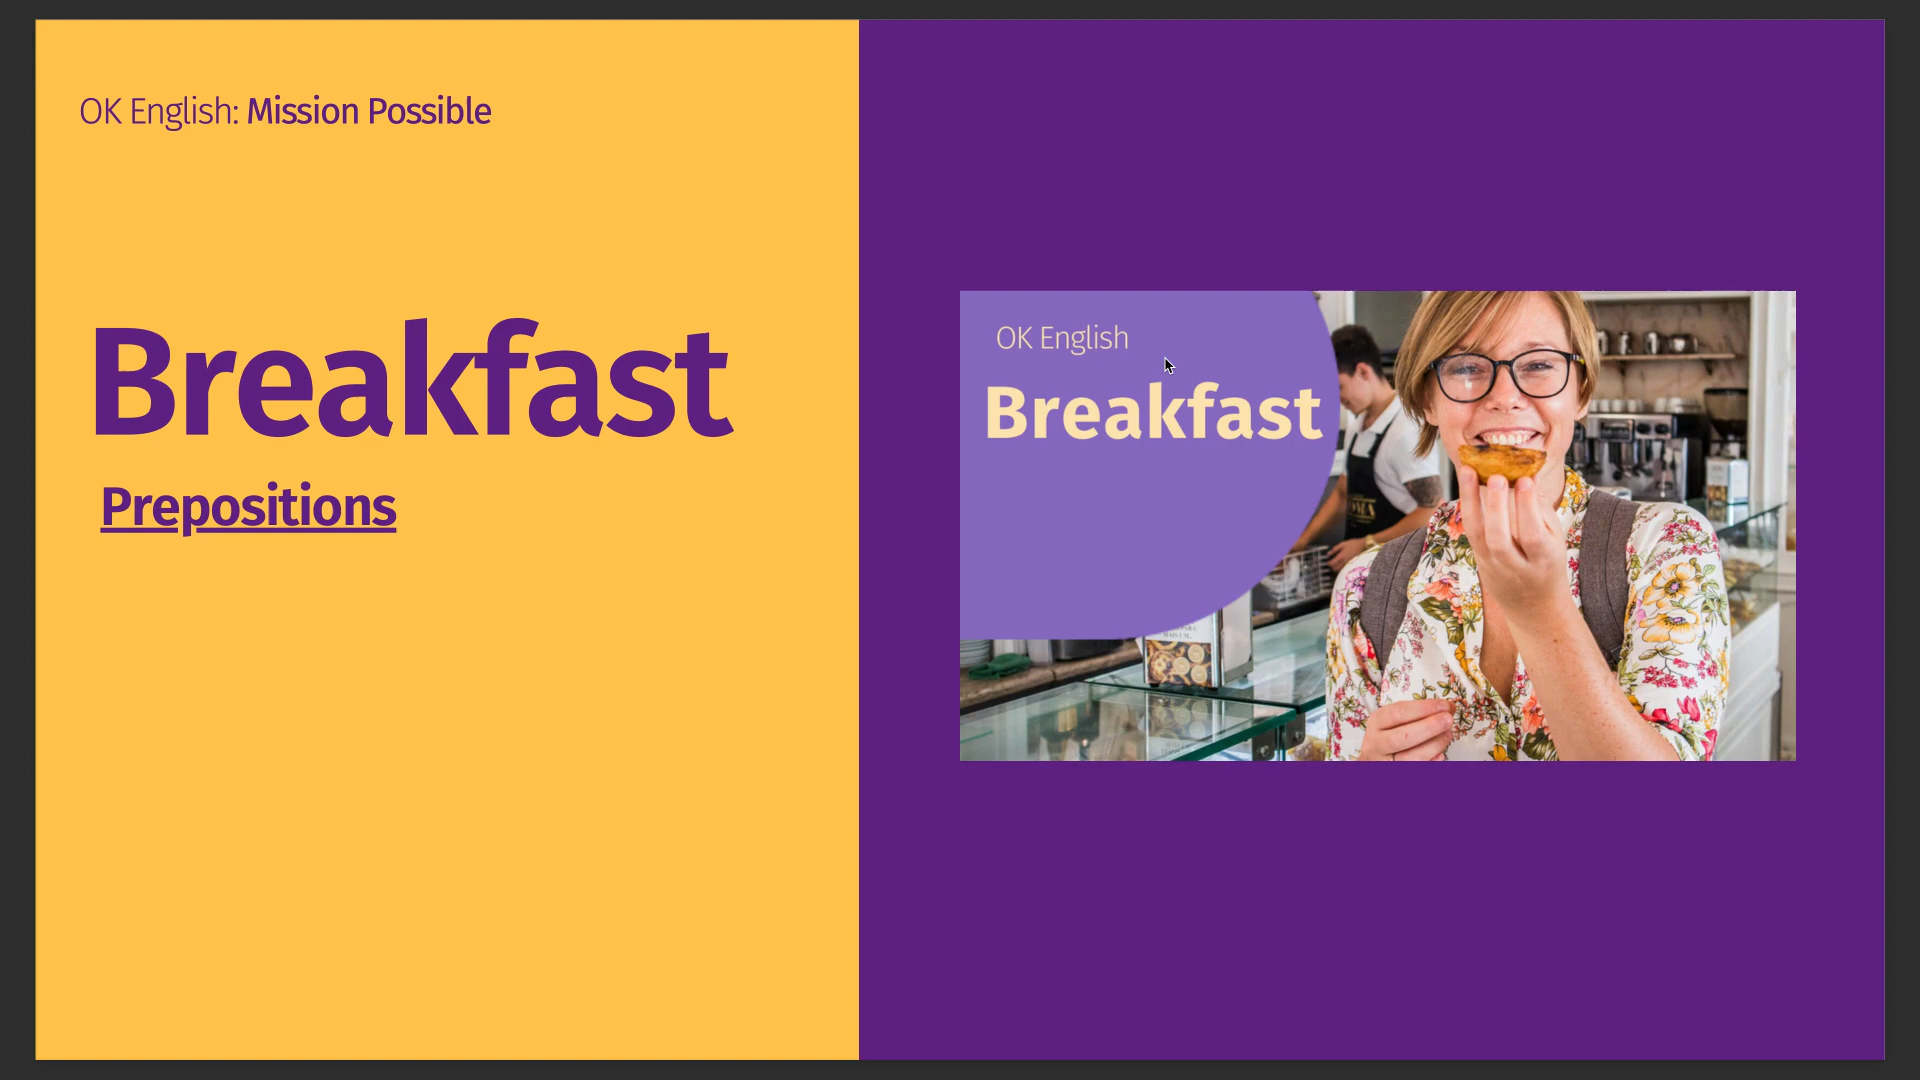 OK English: Mission Possible
Breakfast
Prepositions
OK English
Breakfast